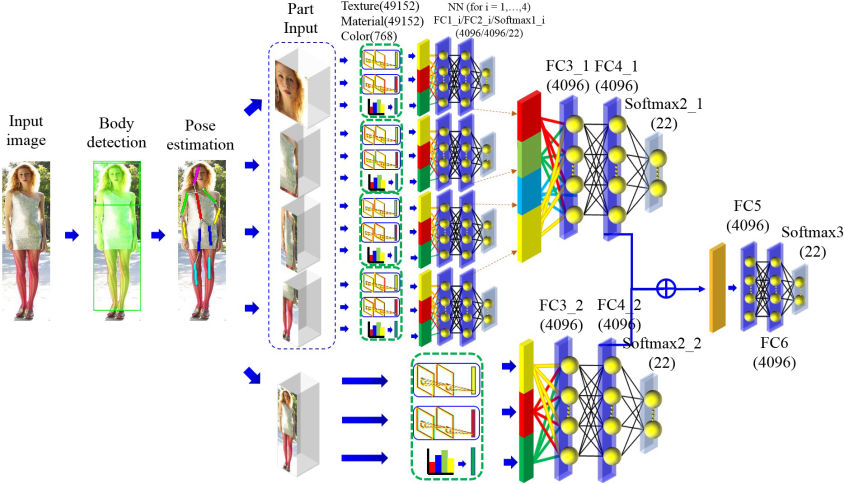 Input
image
Body
detection
Pose
estimation
Part
Input
Texture(49152)
Material(49152)
Color(768)
NN (for i = 1,…,4)
FC1_i/FC2_i/Softmax1_i
(4096/4096/22)
FC3_1
(4096)
FC4_1
(4096)
Softmax2_1
(22)
FC3_2
(4096)
FC4_2
(4096)
Softmax2_2
(22)
FC5
(4096)
Softmax3
(22)
FC6
(4096)